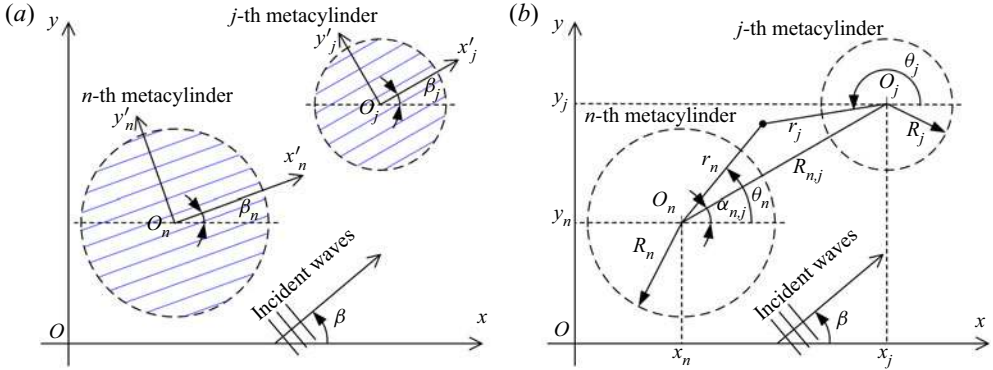 (a)
y
j-th metacylinder
y′j
x′j
βj
Oj
n-th metacylinder
y′n
x′n
βn
On
Incident waves
β
O
x
(b)
y
j-th metacylinder
θj
Oj
yj
n-th metacylinder
rj
Rj
rn
Rn,j
On
αn,j
θn
yn
Rn
Incident waves
β
O
x
xn
xj